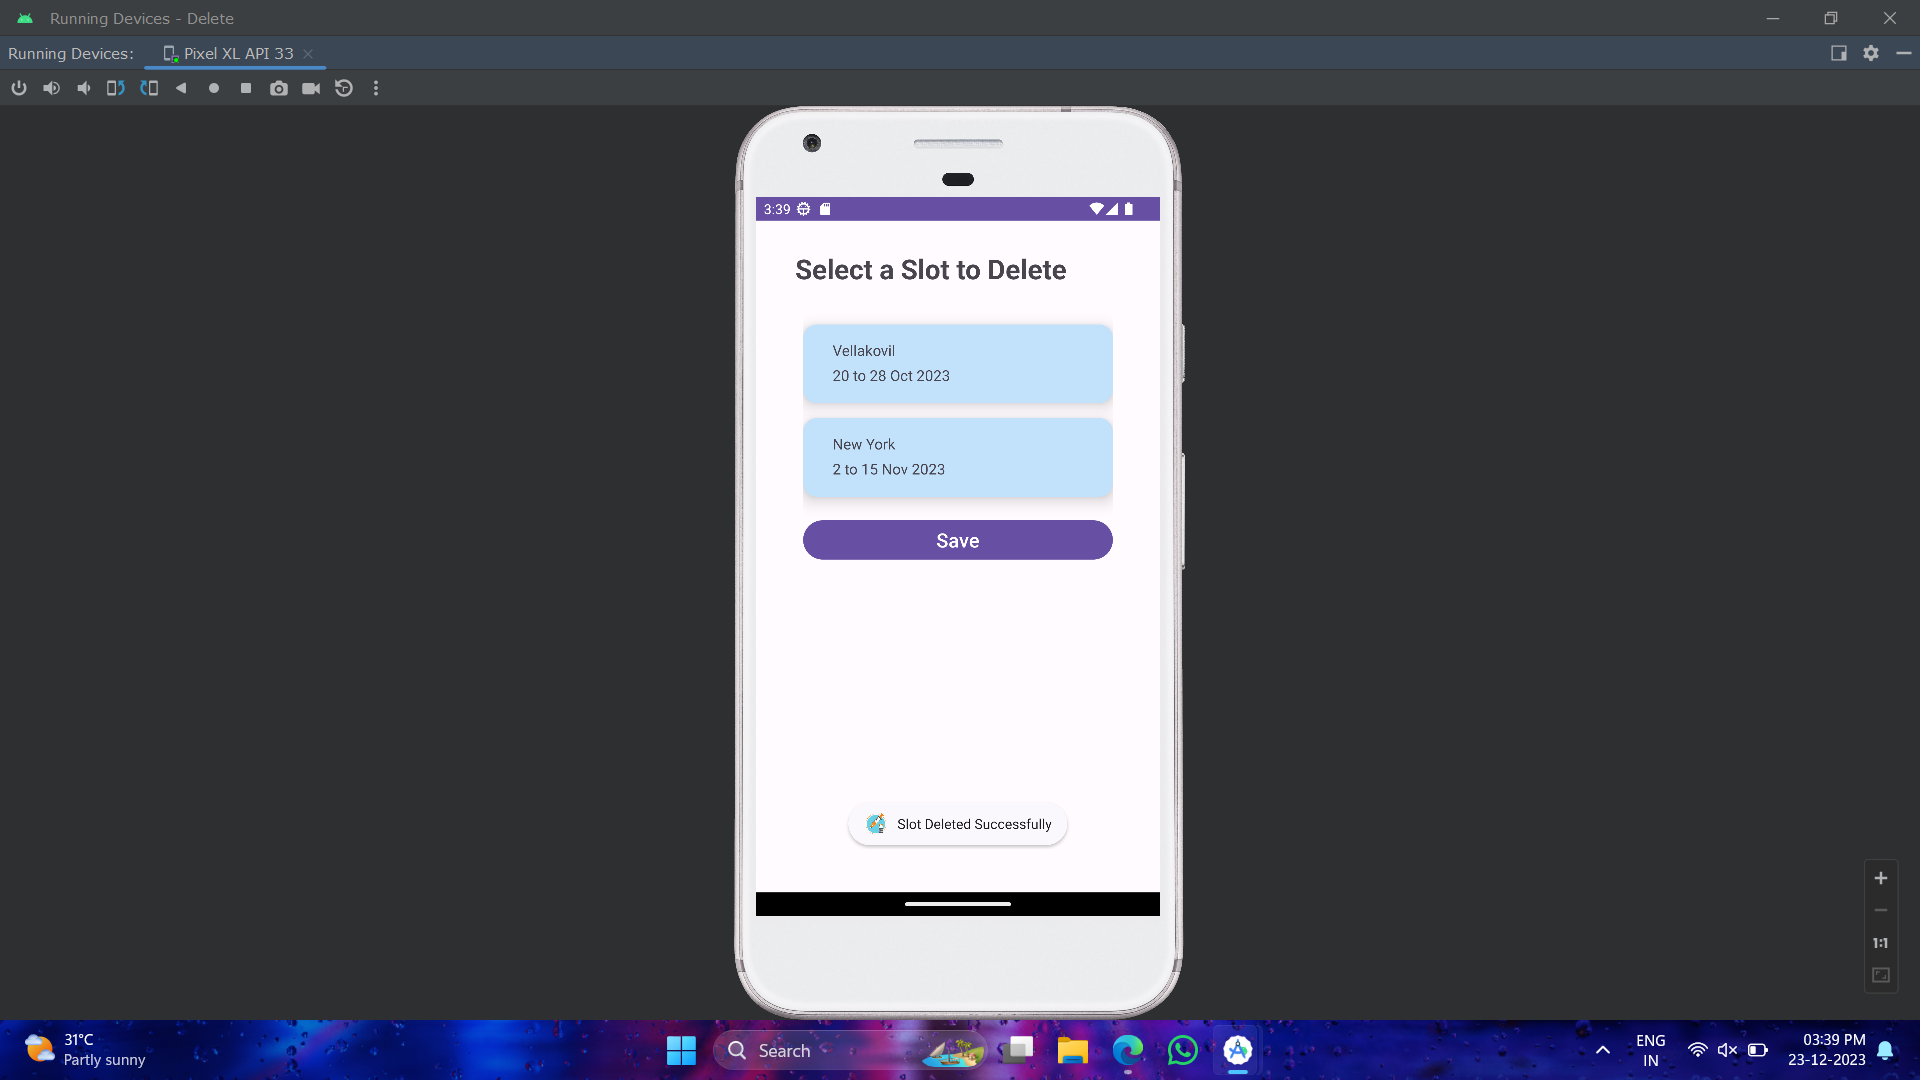 Running Devices - Delete
Running Devices:
Pixel XL API 33
3:39
Select a Slot to Delete
Vellakovil
20 to 28 Oct 2023
New York
2 to 15 Nov 2023
Save
Slot Deleted Successfully
1:1
31°C
Partly sunny
Search
ENG
IN
03:39 PM
23-12-2023